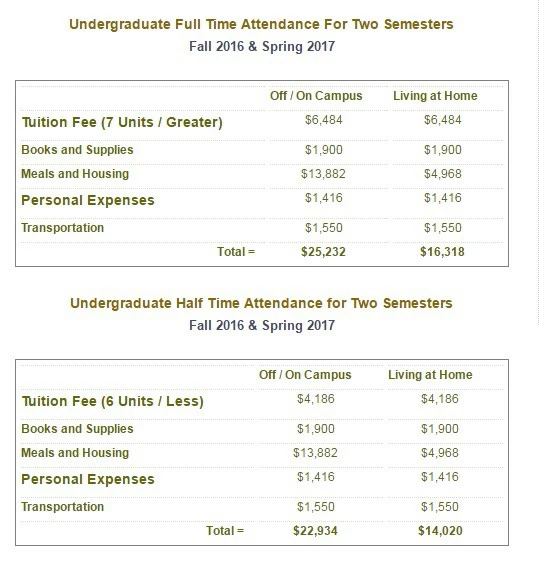 Undergraduate Full Time Attendance For Two Semesters
Fall 2016 & Spring 2017
Off / On Campus Living at Home
Tuition Fee (7 Units / Greater) $6,484 $6,484
Books and Supplies $1,900 $1,900
Meals and Housing $13,882 $4,968
Personal Expenses $1,416 $1,416
Transportation $1,550 $1,550
Total = $25,232 $16,318
Undergraduate Half Time Attendance for Two Semesters
Fall 2016 & Spring 2017
Off / On Campus Living at Home
Tuition Fee (6 Units / Less) $4,186 $4,186
Books and Supplies $1,900 $1,900
Meals and Housing $13,882 $4,968
Personal Expenses $1,416 $1,416
Transportation $1,550 $1,550
Total = $22,934 $14,020